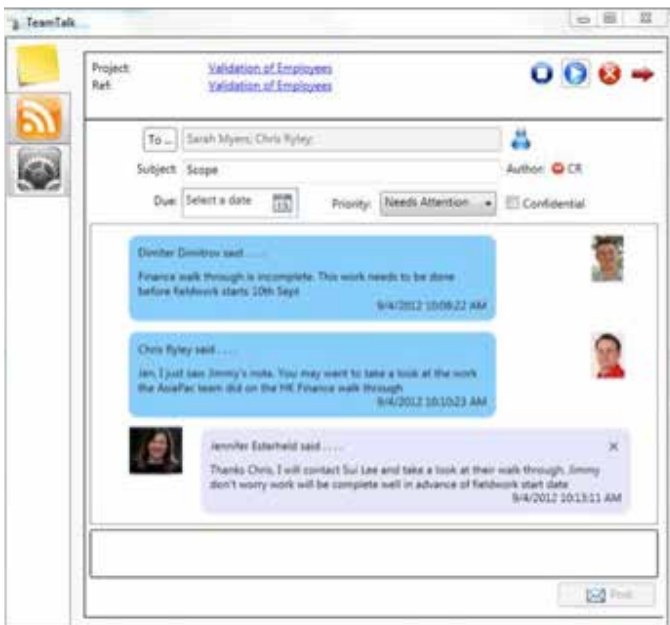 TeamTalk
Project: Validation of Employees
Ref: Validation of Employees
To ... Sarah Myers; Chris Ryley;
Subject: Scope Author: CR
Due: Select a date 15 Priority: Needs Attention Confidential
Dimiter Dimitrov said .....
Finance walk through is incomplete. This work needs to be done
before fieldwork starts 10th Sept
9/4/2012 10:08:22 AM
Chris Ryley said .....
Jen, I just saw Jimmy's note. You may want to take a look at the work
the AsiaPac team did on the HK Finance walk through
9/4/2012 10:10:23 AM
Jennifer Esterheld said .....
Thanks Chris, I will contact Sui Lee and take a look at their walk through. Jimmy
don't worry work will be complete well in advance of fieldwork start date
9/4/2012 10:13:11 AM
Post